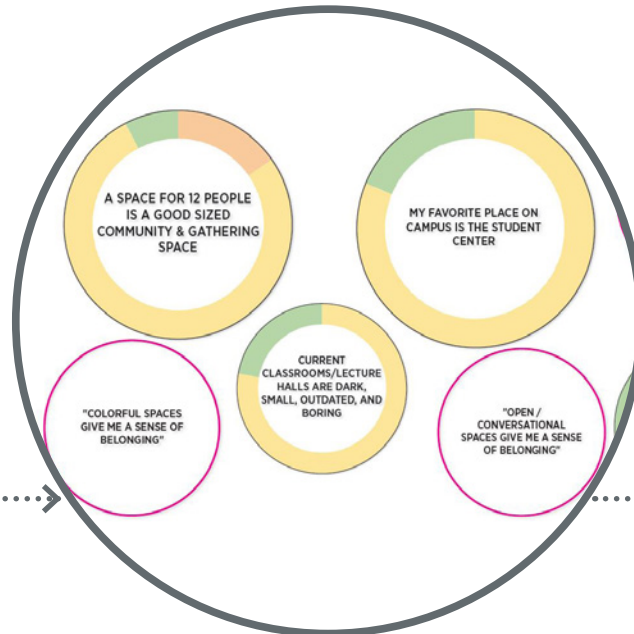 A SPACE FOR 12 PEOPLE
IS A GOOD SIZED
COMMUNITY & GATHERING
SPACE
MY FAVORITE PLACE ON
CAMPUS IS THE STUDENT
CENTER
CURRENT
CLASSROOMS/LECTURE
HALLS ARE DARK,
SMALL, OUTDATED, AND
BORING
"COLORFUL SPACES
GIVE ME A SENSE OF
BELONGING"
"OPEN /
CONVERSATIONAL
SPACES GIVE ME A SENSE
OF BELONGING"